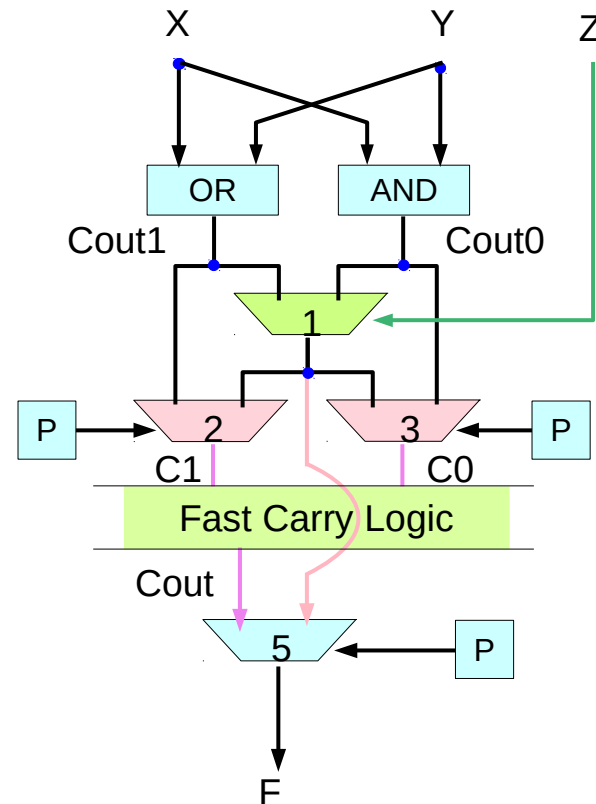 X Y Z
OR AND
Cout1 Cout0
1
P 2 3 P
C1 C0
Fast Carry Logic
Cout
5 P
F